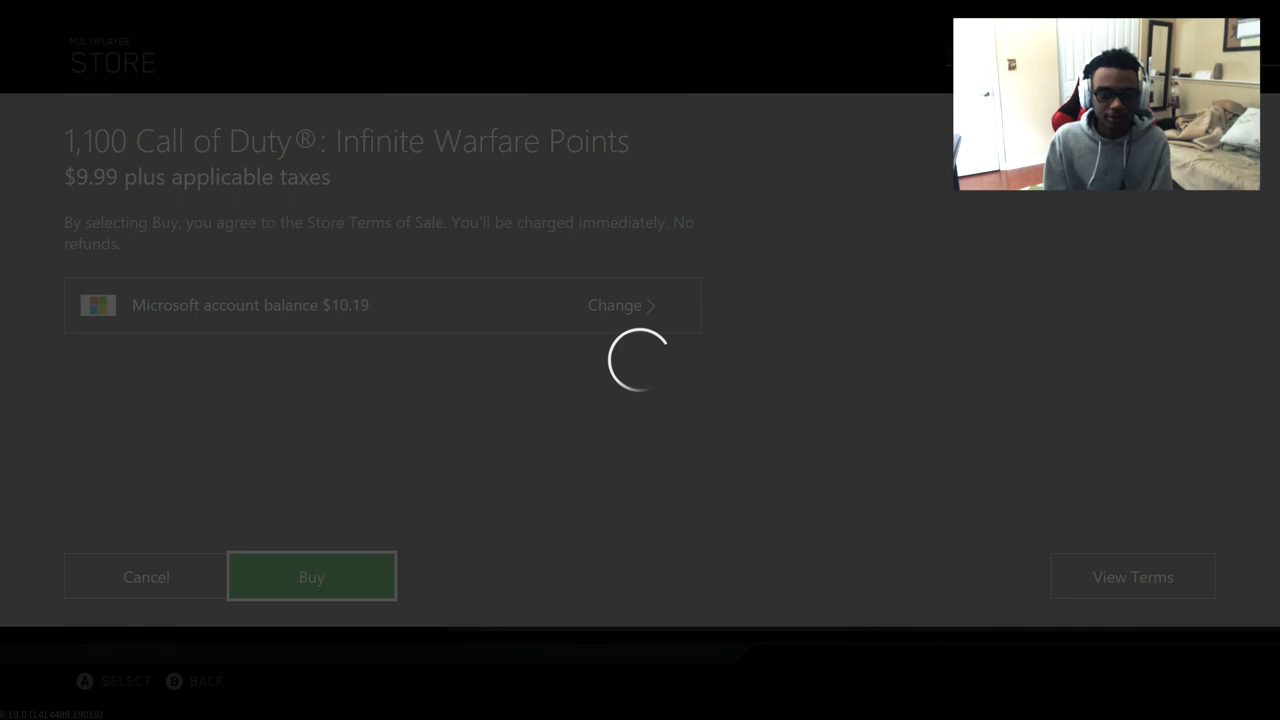 MULTIPLAYER
STORE
1,100 Call of Duty®: Infinite Warfare Points
$9.99 plus applicable taxes
By selecting Buy, you agree to the Store Terms of Sale. You'll be charged immediately. No
refunds.
Microsoft account balance $10.19 Change
Cancel Buy View Terms
A SELECT B BACK